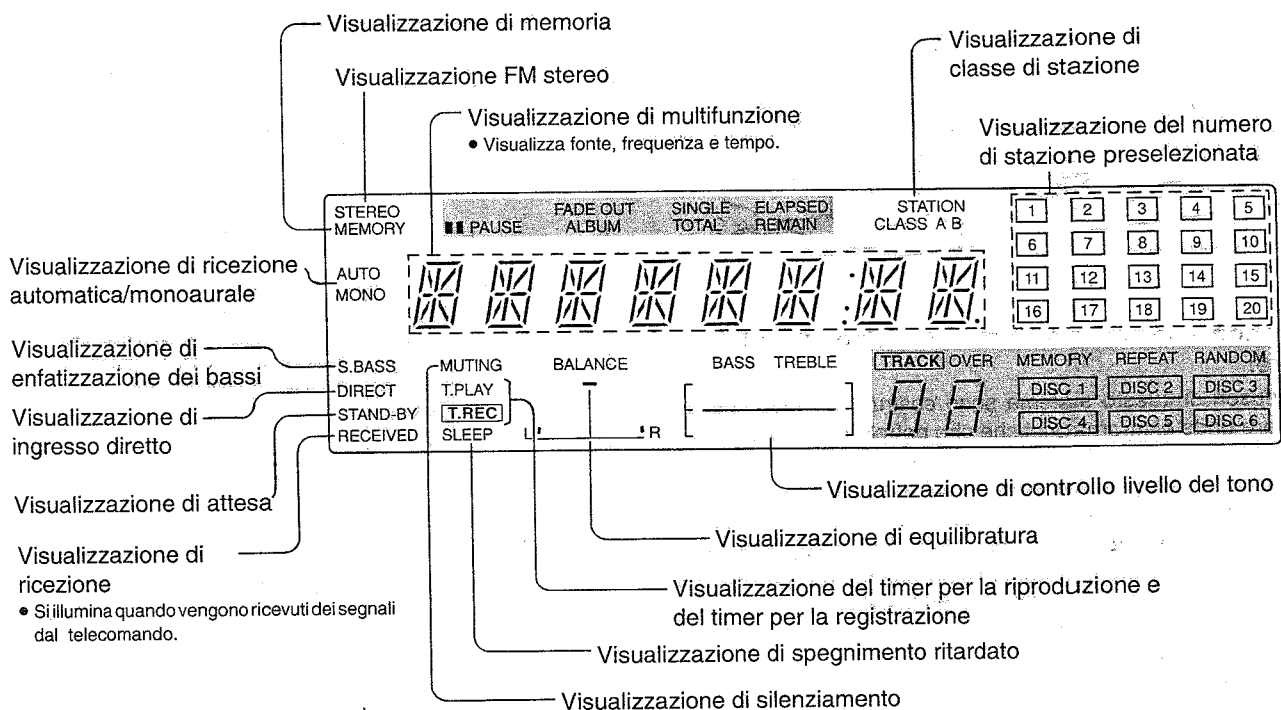 Visualizzazione di memoria
Visualizzazione FM stereo
Visualizzazione di multifunzione
• Visualizza fonte, frequenza e tempo.
Visualizzazione di
classe di stazione
Visualizzazione del numero
di stazione preselezionata
STEREO
MEMORY
PAUSE
FADE OUT
ALBUM
SINGLE
TOTAL
ELAPSED
REMAIN
STATION
CLASS A B
1 2 3 4 5
6 7 8 9 10
11 12 13 14 15
16 17 18 19 20
Visualizzazione di ricezione
automatica/monoaurale
AUTO
MONO
Visualizzazione di
enfatizzazione dei bassi
Visualizzazione di
ingresso diretto
S.BASS
DIRECT
STAND-BY
RECEIVED
MUTING
T.PLAY
T.REC
SLEEP
BALANCE
L R
BASS TREBLE
TRACK OVER
MEMORY REPEAT RANDOM
DISC 1 DISC 2 DISC 3
DISC 4 DISC 5 DISC 6
Visualizzazione di attesa
Visualizzazione di
ricezione
• Si illumina quando vengono ricevuti dei segnali
dal telecomando.
Visualizzazione di controllo livello del tono
Visualizzazione di equilibratura
Visualizzazione del timer per la riproduzione e
del timer per la registrazione
Visualizzazione di spegnimento ritardato
Visualizzazione di silenziamento